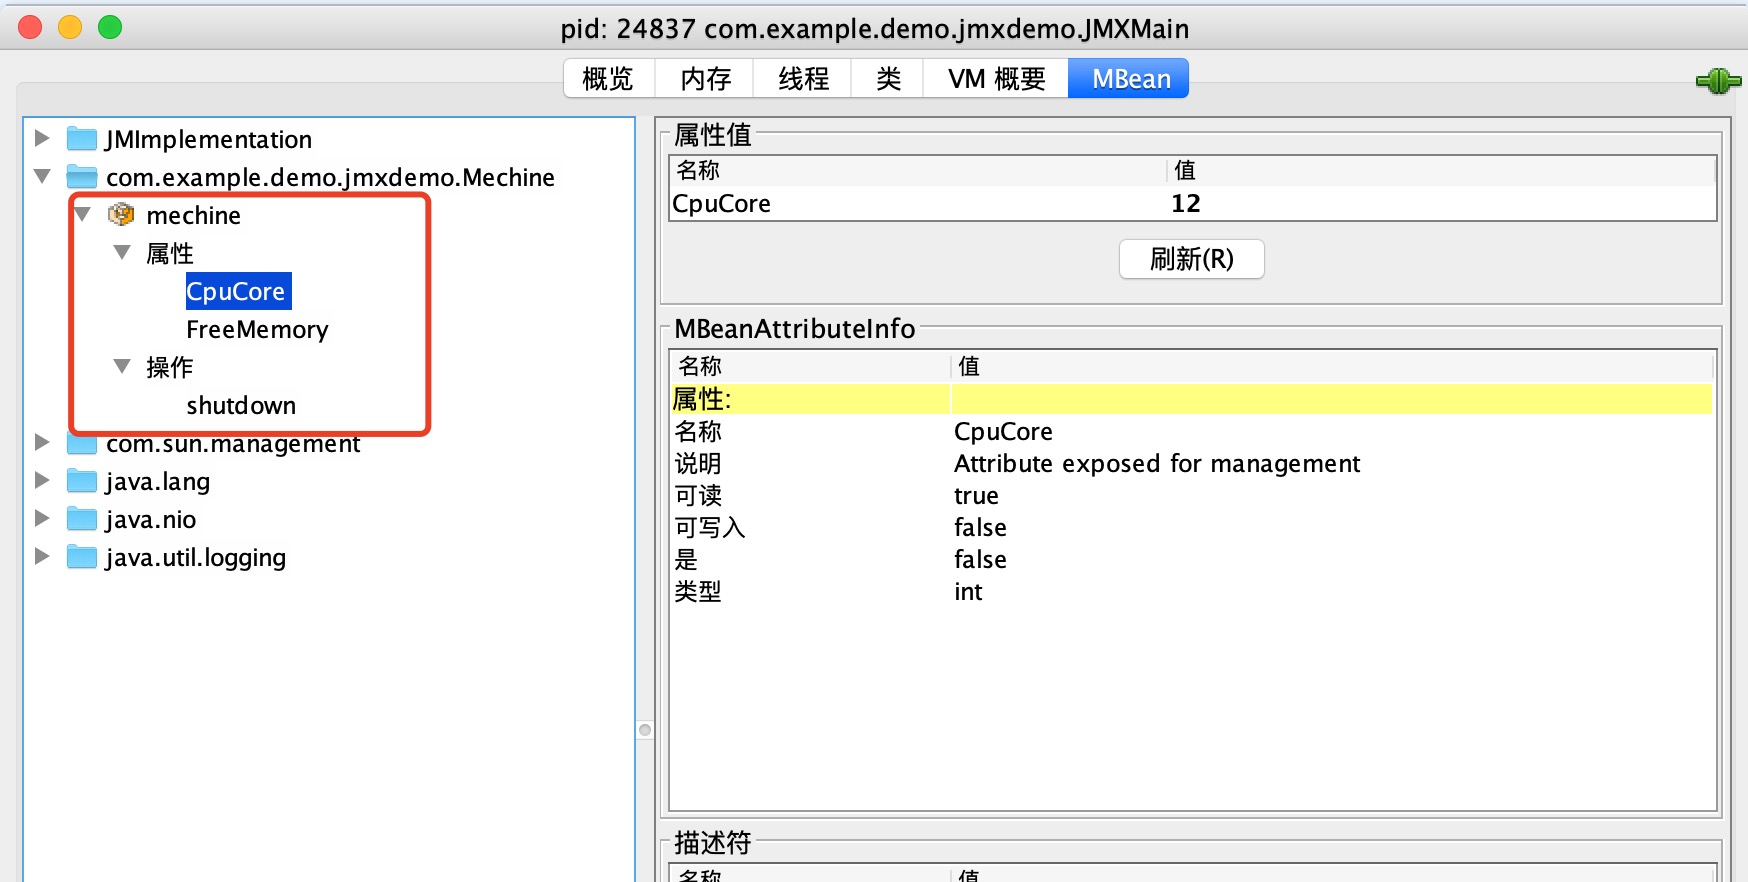 pid: 24837 com.example.demo.jmxdemo.JMXMain
概览 内存 线程 类 VM 概要 MBean
JMImplementation
com.example.demo.jmxdemo.Mechine
mechine
属性
CpuCore
FreeMemory
操作
shutdown
com.sun.management
java.lang
java.nio
java.util.logging
属性值
名称 值
CpuCore 12
刷新(R)
MBeanAttributeInfo
名称 值
属性:
名称 CpuCore
说明 Attribute exposed for management
可读 true
可写入 false
是 false
类型 int
描述符
名称 值